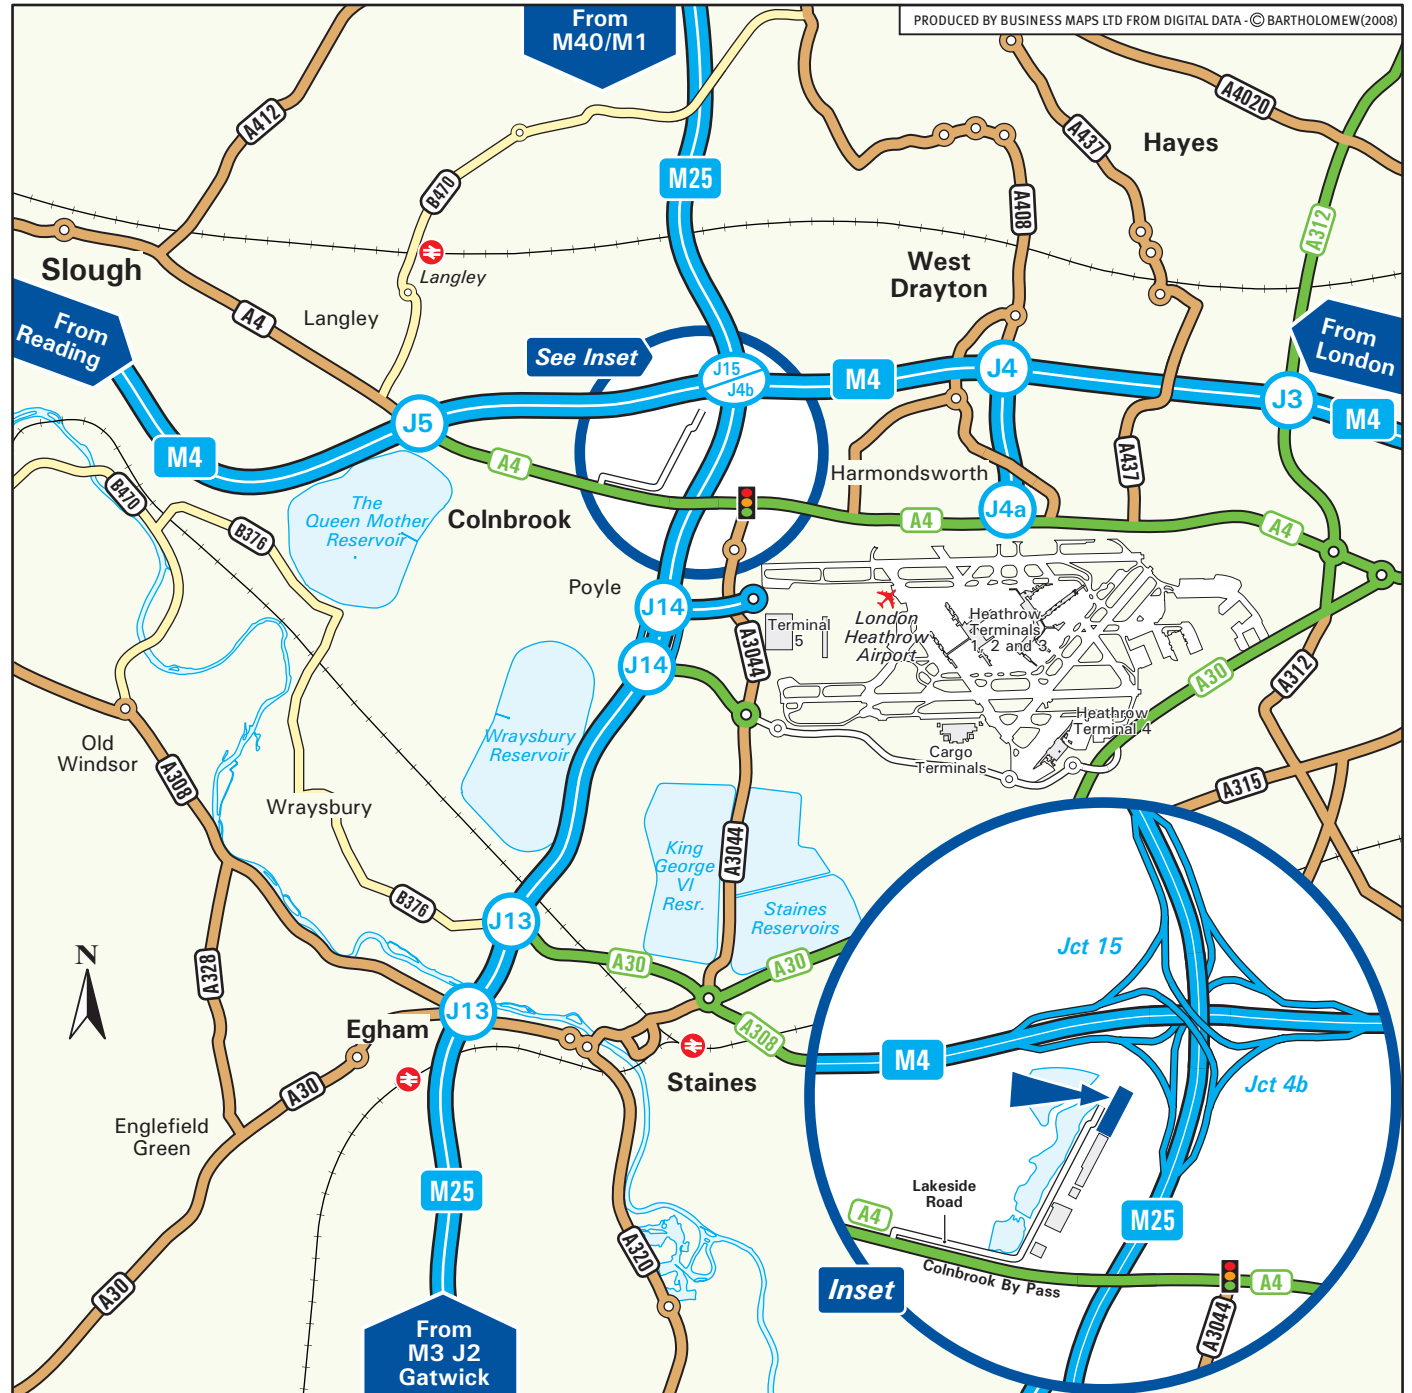 PRODUCED BY BUSINESS MAPS LTD FROM DIGITAL DATA - © BARTHOLOMEW(2008)
From
M40/M1
A412
A4020
A437
Hayes
M25
B470
A408
A312
Langley
Slough
West
Drayton
Langley
A4
From
Reading
See Inset
From
London
J15
J4b
M4
J4
J3
M4
J5
M4
A4
Harmondsworth
A437
B470
The
Queen Mother
Reservoir
Colnbrook
J4a
A4
A4
B376
Poyle
J14
London
Heathrow
Airport
Heathrow
Terminals
1, 2 and 3
Terminal
5
A3044
J14
A312
A30
Old
Windsor
Wraysbury
Reservoir
Heathrow
Terminal 4
Cargo
Terminals
A308
A315
Wraysbury
King
George
VI
Resr.
A3044
B376
J13
Staines
Reservoirs
Jct 15
N
A328
A30
A30
J13
Egham
A308
M4
Staines
Jct 4b
A30
Englefield
Green
Lakeside
Road
M25
A4
M25
A320
Colnbrook By Pass
A4
Inset
A30
A3044
From
M3 J2
Gatwick